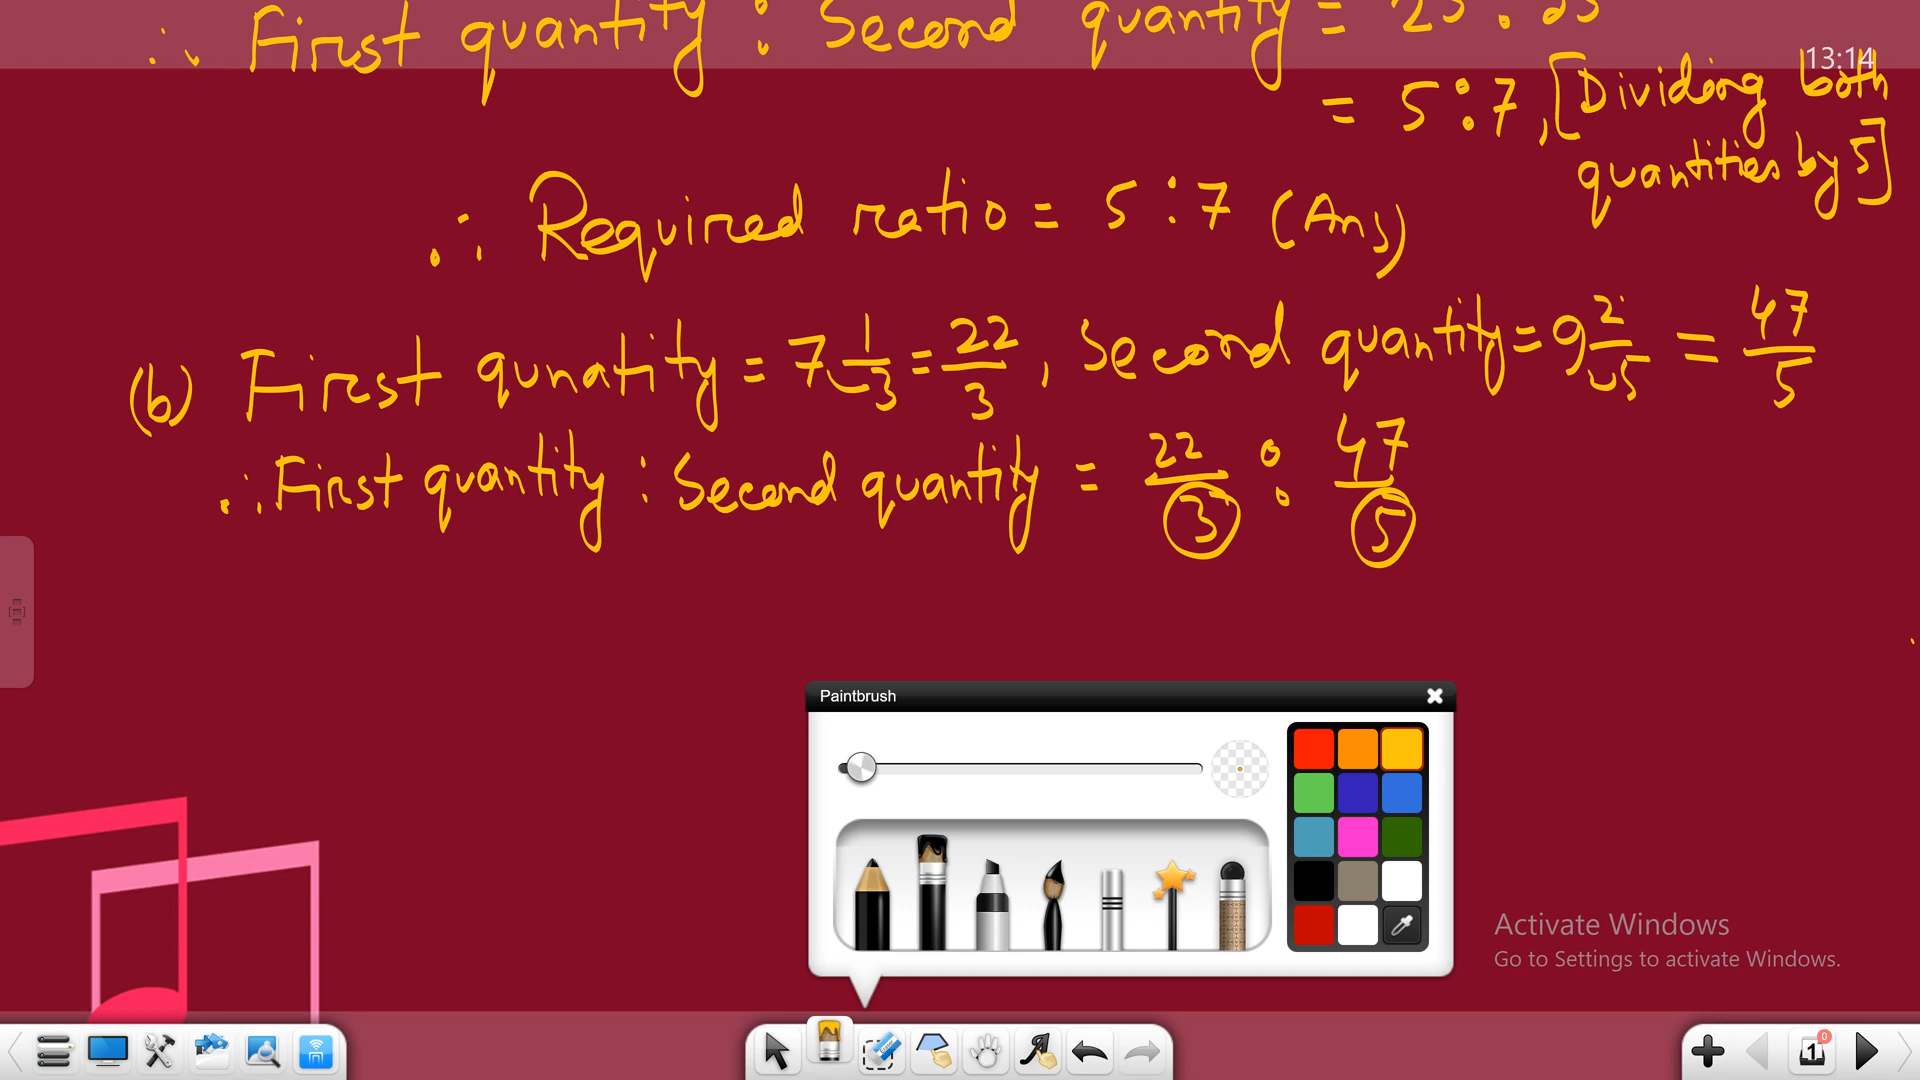 ∴ First quantity : Second quantity = 25 : 35
13:14
= 5:7, [Dividing both
quantities by 5]
∴ Required ratio = 5:7 (Ans)
(b) First qunatity = 7 1/3 = 22/3, Second quantity = 9 2/5 = 47/5
∴ First quantity : Second quantity = 22/3 : 47/5
Paintbrush
Activate Windows
Go to Settings to activate Windows.
1
0